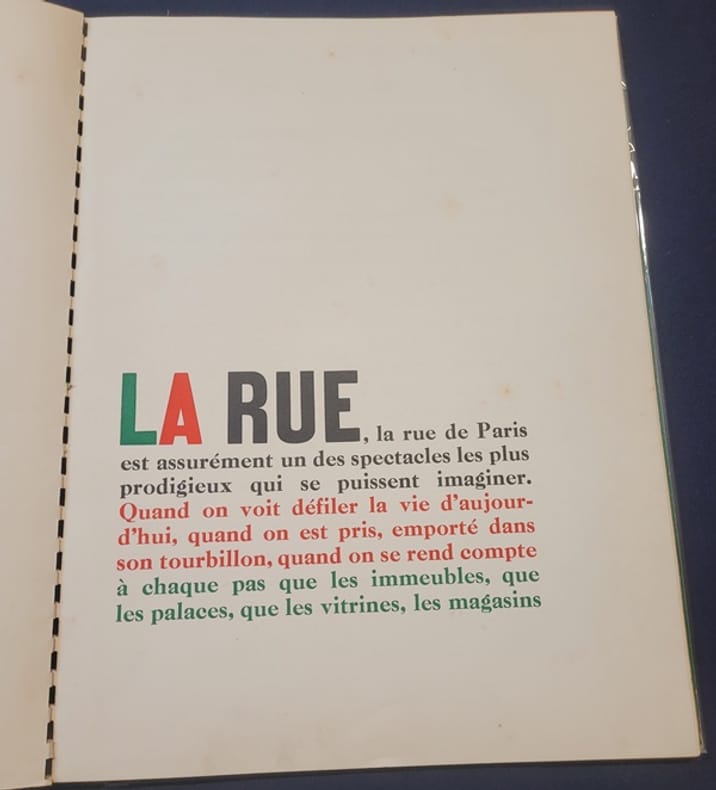 LA RUE, la rue de Paris
est assurément un des spectacles les plus
prodigieux qui se puissent imaginer.
Quand on voit défiler la vie d'aujour-
d'hui, quand on est pris, emporté dans
son tourbillon, quand on se rend compte
à chaque pas que les immeubles, que
les palaces, que les vitrines, les magasins